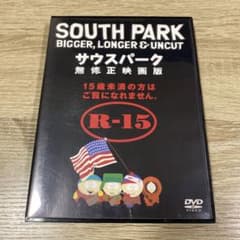 SOUTH PARK
BIGGER, LONGER & UNCUT
サウスパーク
無修正映画版
15歳未満の方は
ご覧になれません.
R-15
DVD
VIDEO